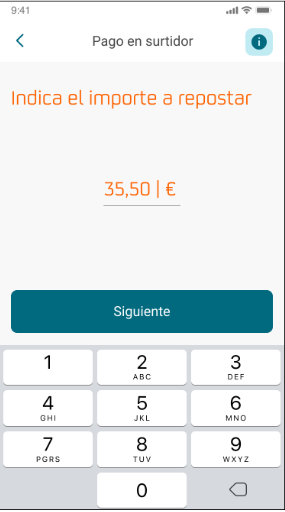 9:41
Pago en surtidor
i
Indica el importe a repostar
35,50 | €
Siguiente
1 2 3
ABC DEF
4 5 6
GHI JKL MNO
7 8 9
PGRS TUV WXYZ
0